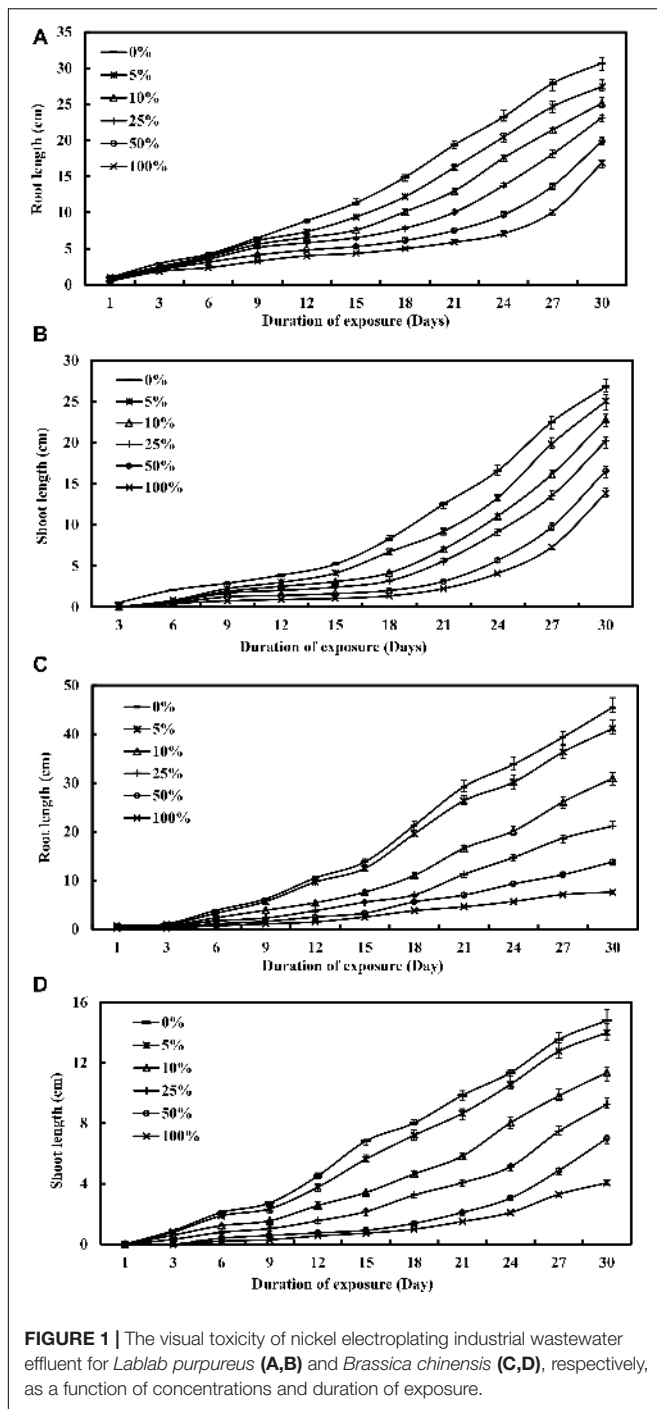 A
35
30
25
20
15
10
5
0
Root length (cm)
0%
5%
10%
25%
50%
100%
1 3 6 9 12 15 18 21 24 27 30
Duration of exposure (Days)
B
30
25
20
15
10
5
0
Shoot length (cm)
0%
5%
10%
25%
50%
100%
3 6 9 12 15 18 21 24 27 30
Duration of exposure (Days)
C
50
40
30
20
10
0
Root length (cm)
0%
5%
10%
25%
50%
100%
1 3 6 9 12 15 18 21 24 27 30
Duration of exposure (Day)
D
16
12
8
4
0
Shoot length (cm)
0%
5%
10%
25%
50%
100%
1 3 6 9 12 15 18 21 24 27 30
Duration of exposure (Day)
FIGURE 1 | The visual toxicity of nickel electroplating industrial wastewater
effluent for Lablab purpureus (A,B) and Brassica chinensis (C,D), respectively,
as a function of concentrations and duration of exposure.